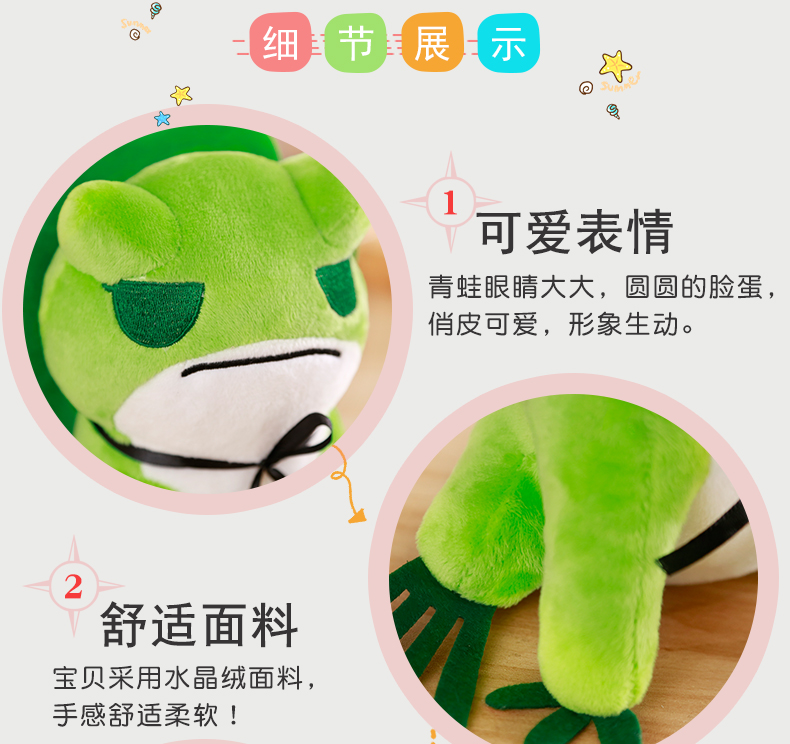 细节展示
Summer
Summer
1
可爱表情
青蛙眼睛大大，圆圆的脸蛋，
俏皮可爱，形象生动。
2
舒适面料
宝贝采用水晶绒面料，
手感舒适柔软！